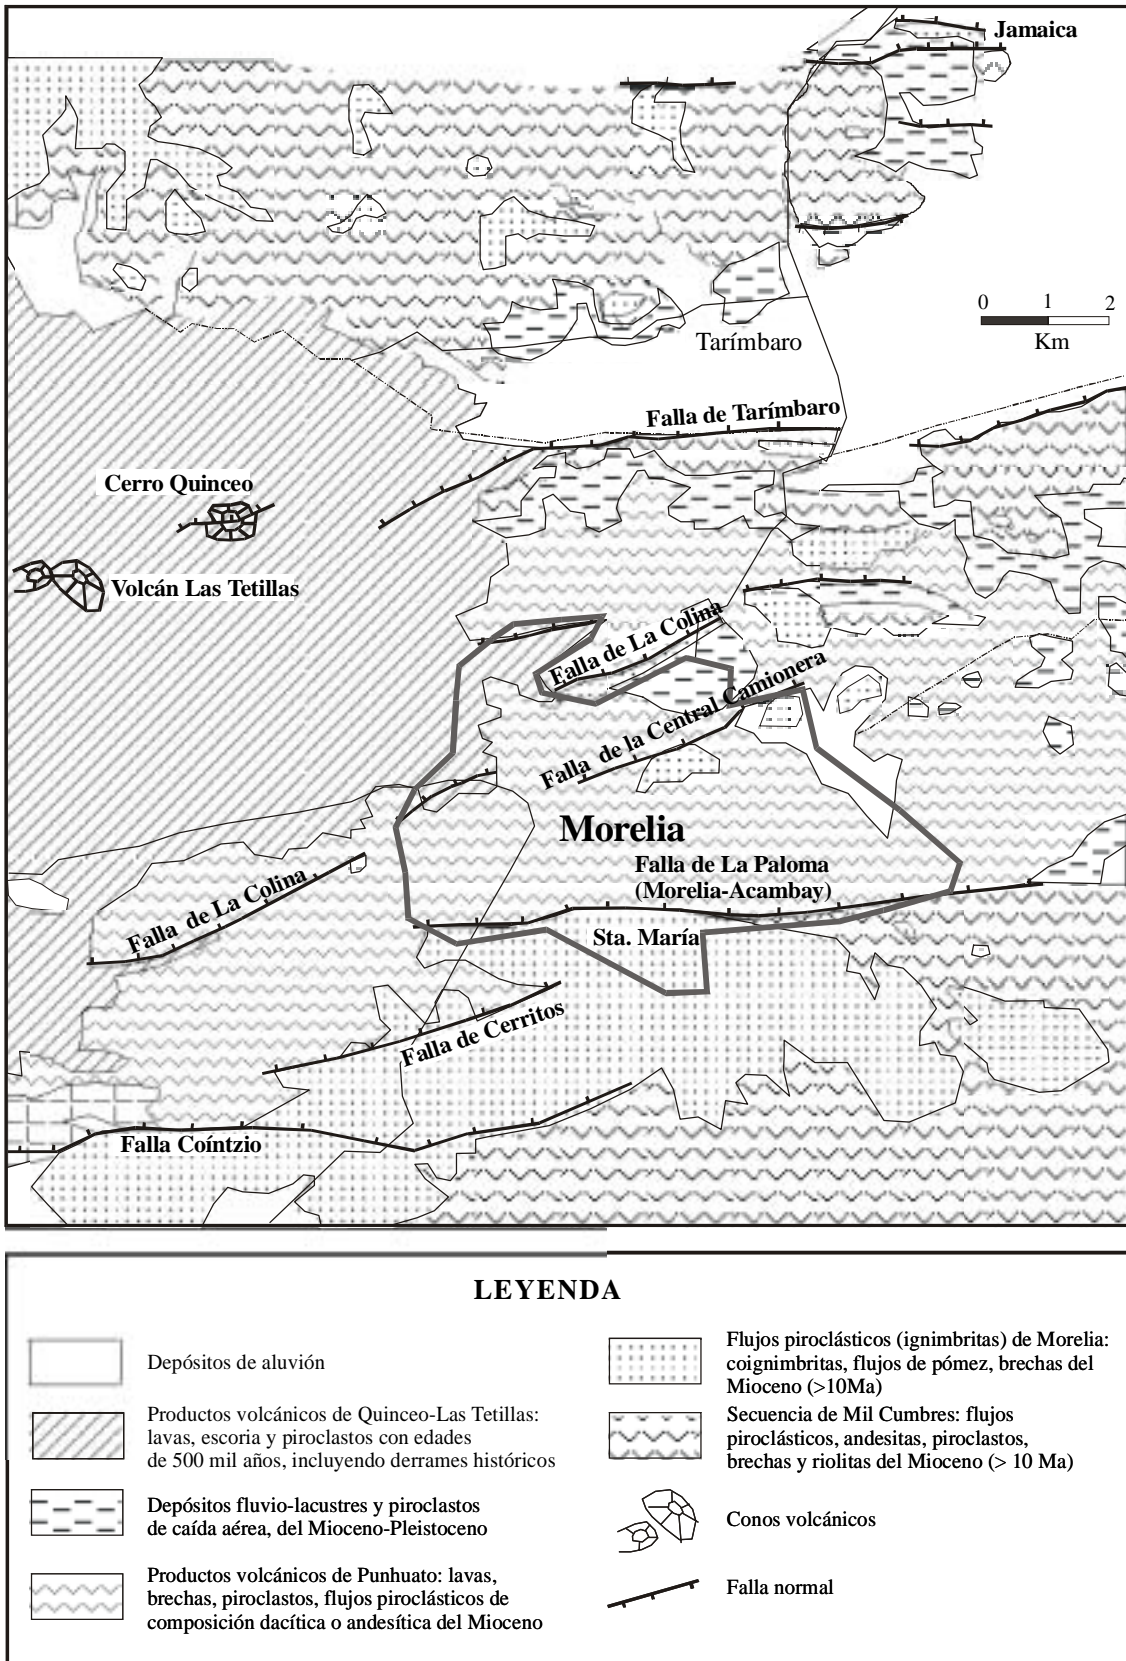 Jamaica
0 1 2
Km
Tarímbaro
Falla de Tarímbaro
Cerro Quinceo
Volcán Las Tetillas
Falla de La Colina
Falla de la Central Camionera
Morelia
Falla de La Paloma
(Morelia-Acambay)
Falla de La Colina
Sta. María
Falla de Cerritos
Falla Coíntzio
LEYENDA
Depósitos de aluvión
Productos volcánicos de Quinceo-Las Tetillas:
lavas, escoria y piroclastos con edades
de 500 mil años, incluyendo derrames históricos
Depósitos fluvio-lacustres y piroclastos
de caída aérea, del Mioceno-Pleistoceno
Productos volcánicos de Punhuato: lavas,
brechas, piroclastos, flujos piroclásticos de
composición dacítica o andesítica del Mioceno
Flujos piroclásticos (ignimbritas) de Morelia:
coignimbritas, flujos de pómez, brechas del
Mioceno (>10Ma)
Secuencia de Mil Cumbres: flujos
piroclásticos, andesitas, piroclastos,
brechas y riolitas del Mioceno (> 10 Ma)
Conos volcánicos
Falla normal